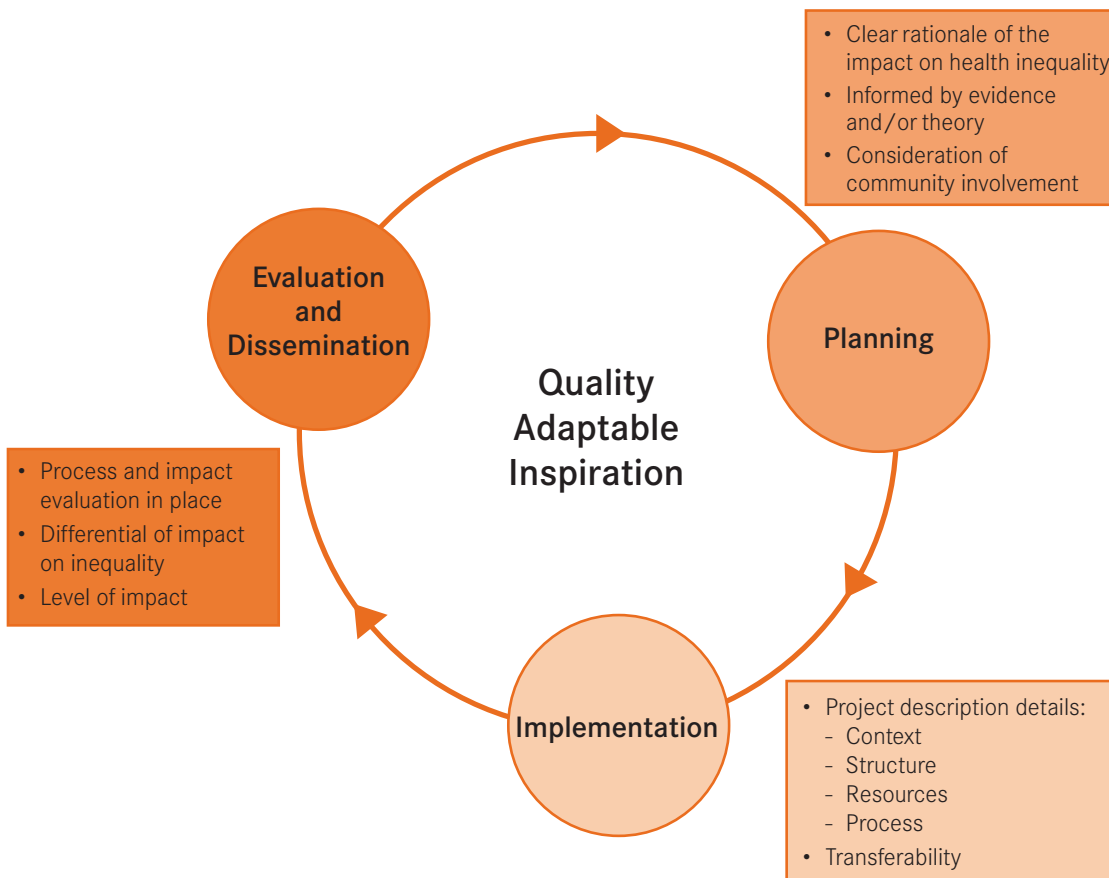 • Clear rationale of the
impact on health inequality
• Informed by evidence
and/or theory
• Consideration of
community involvement
Evaluation
and
Dissemination
Planning
Quality
Adaptable
Inspiration
• Process and impact
evaluation in place
• Differential of impact
on inequality
• Level of impact
Implementation
• Project description details:
- Context
- Structure
- Resources
- Process
• Transferability